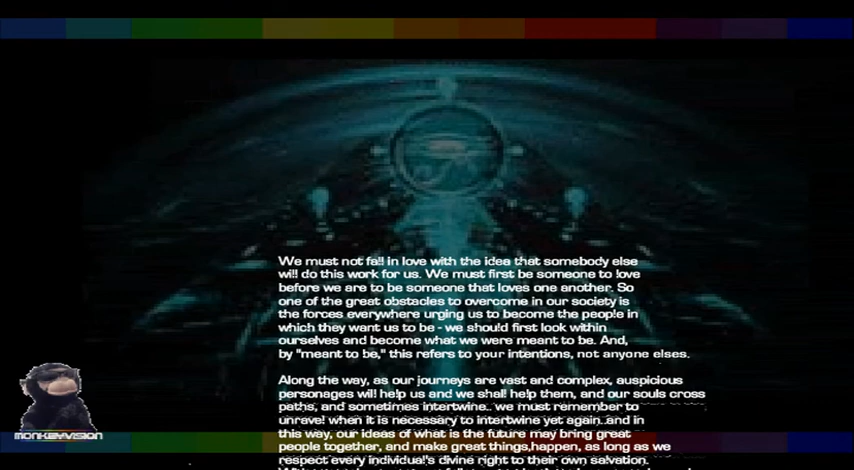 We must not fall in love with the idea that somebody else
will do this work for us. We must first be someone to love
before we are to be someone that loves one another. So
one of the great obstacles to overcome in our society is
the forces everywhere urging us to become the people in
which they want us to be - we should first look within
ourselves and become what we were meant to be. And,
by "meant to be," this refers to your intentions, not anyone elses.
Along the way, as our journeys are vast and complex, auspicious
personages will help us and we shall help them, and our souls cross
paths, and sometimes intertwine.. we must remember to
unravel when it is necessary to intertwine yet again..and in
this way, our ideas of what is the future may bring great
people together, and make great things,happen, as long as we
respect every individual's divine right to their own salvation.
MONKEYVISION